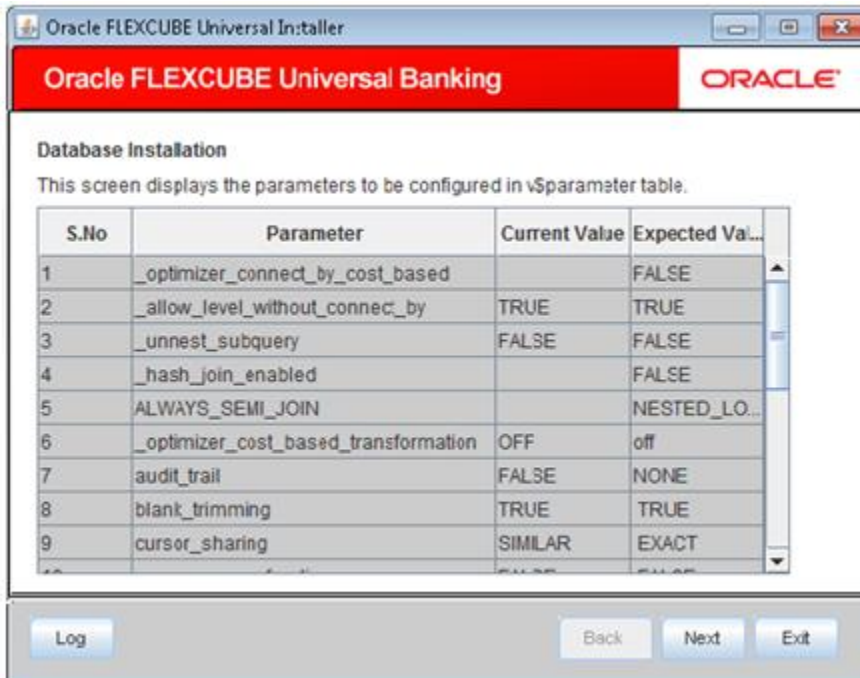 Oracle FLEXCUBE Universal Installer
Oracle FLEXCUBE Universal Banking
ORACLE
Database Installation
This screen displays the parameters to be configured in v$parameter table.
S.No Parameter Current Value Expected Val...
1 _optimizer_connect_by_cost_based FALSE
2 _allow_level_without_connect_by TRUE TRUE
3 _unnest_subquery FALSE FALSE
4 _hash_join_enabled FALSE
5 ALWAYS_SEMI_JOIN NESTED_LO...
6 _optimizer_cost_based_transformation OFF off
7 audit_trail FALSE NONE
8 blank_trimming TRUE TRUE
9 cursor_sharing SIMILAR EXACT
Log Back Next Exit